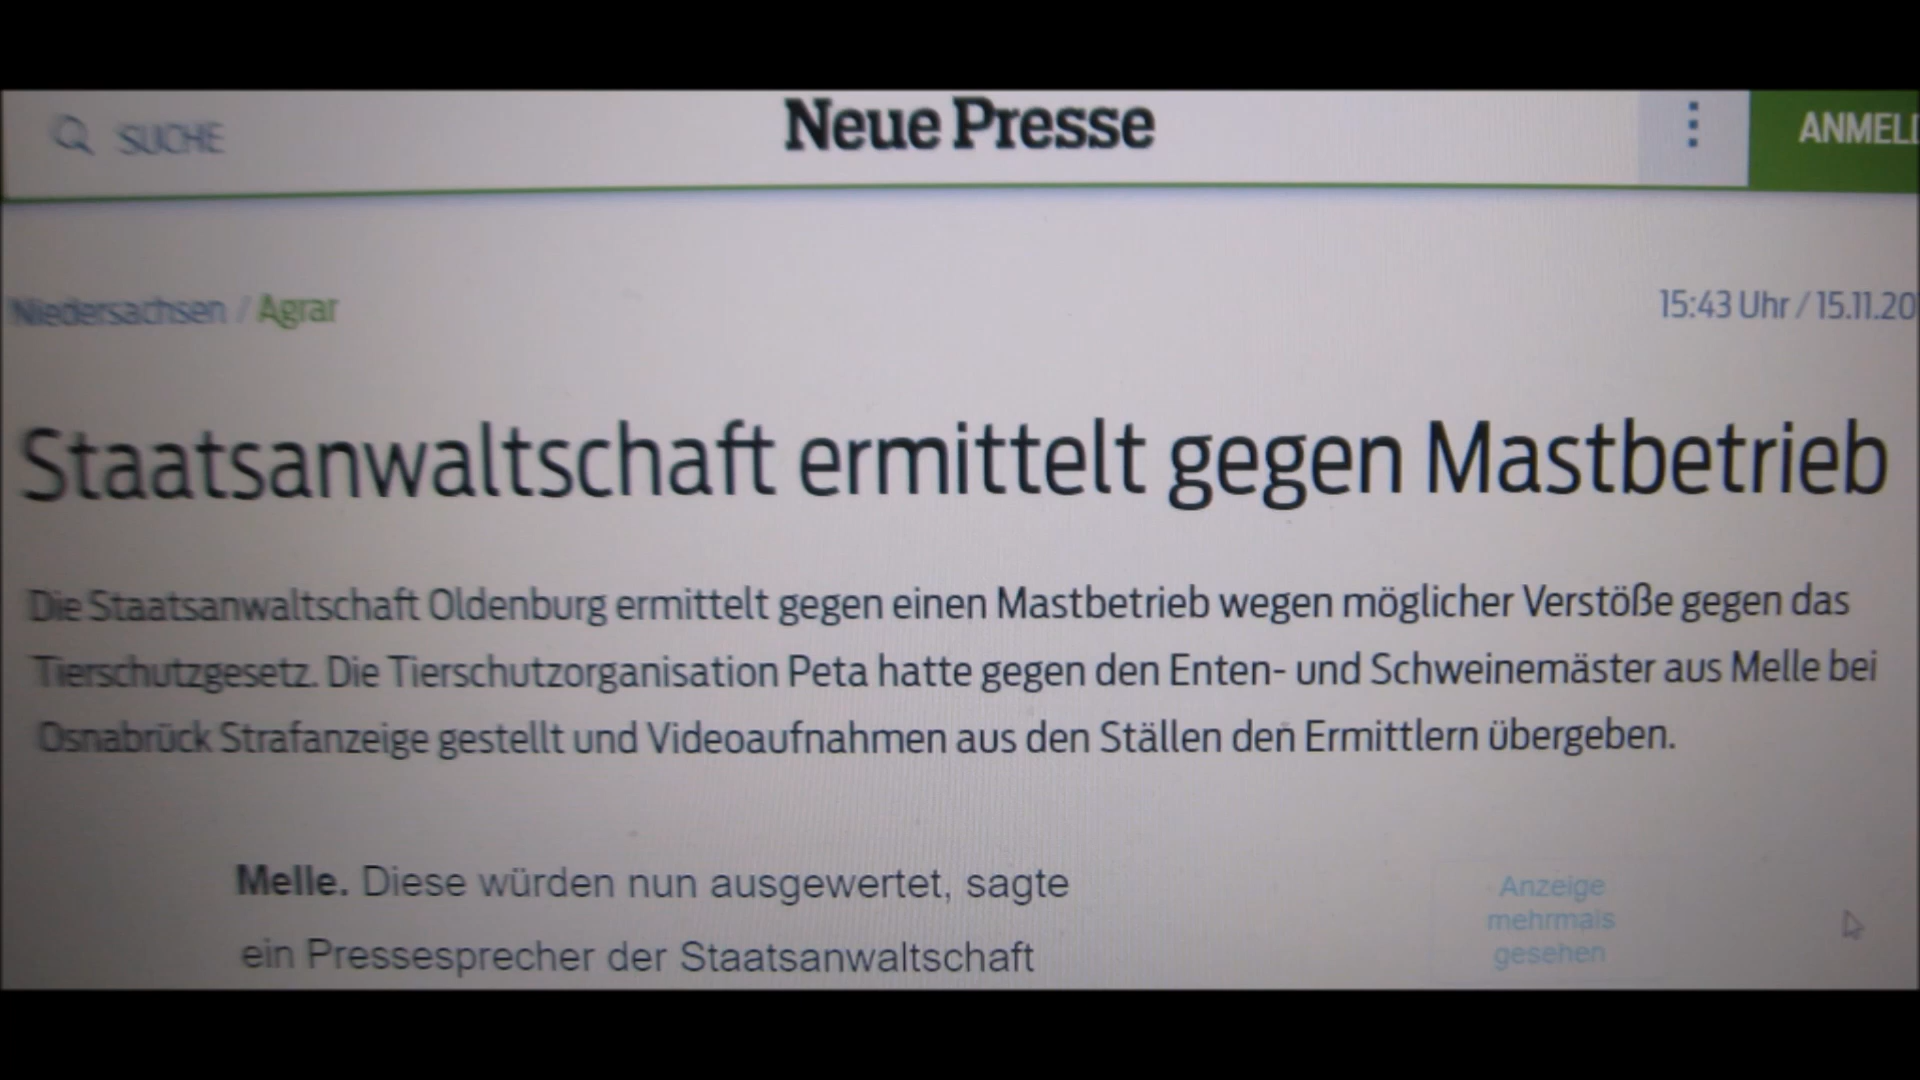 SUCHE
Neue Presse
ANMELD
Niedersachsen / Agrar
15:43 Uhr / 15.11.20
Staatsanwaltschaft ermittelt gegen Mastbetrieb
Die Staatsanwaltschaft Oldenburg ermittelt gegen einen Mastbetrieb wegen möglicher Verstöße gegen das
Tierschutzgesetz. Die Tierschutzorganisation Peta hatte gegen den Enten- und Schweinemäster aus Melle bei
Osnabrück Strafanzeige gestellt und Videoaufnahmen aus den Ställen den Ermittlern übergeben.
Melle. Diese würden nun ausgewertet, sagte
ein Pressesprecher der Staatsanwaltschaft
Anzeige
mehrmals
gesehen